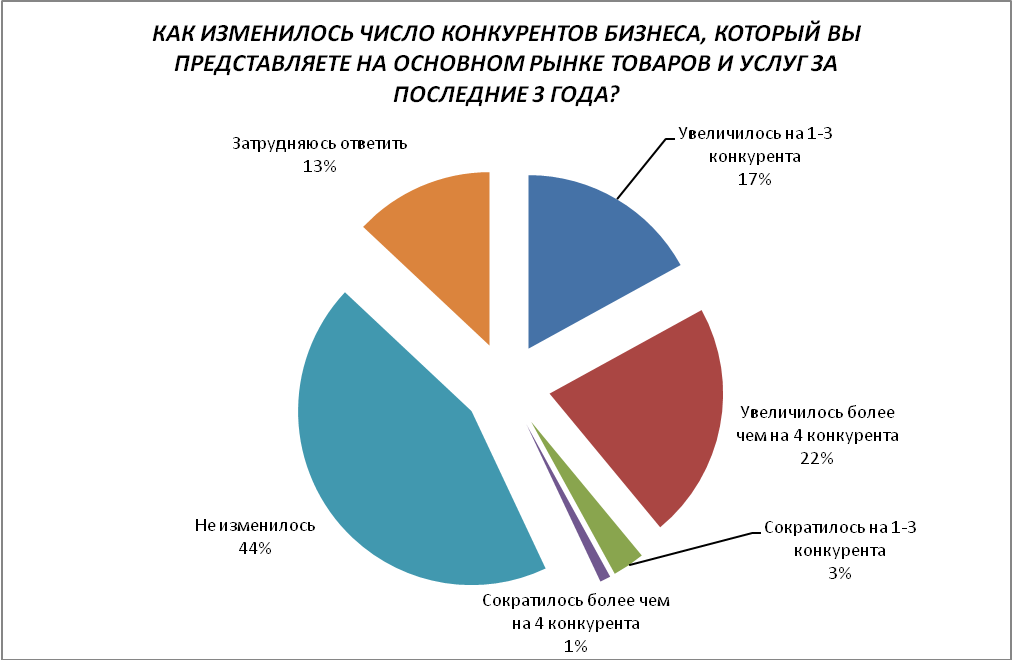 КАК ИЗМЕНИЛОСЬ ЧИСЛО КОНКУРЕНТОВ БИЗНЕСА, КОТОРЫЙ ВЫ
ПРЕДСТАВЛЯЕТЕ НА ОСНОВНОМ РЫНКЕ ТОВАРОВ И УСЛУГ ЗА
ПОСЛЕДНИЕ 3 ГОДА?
Затрудняюсь ответить
13%
Увеличилось на 1-3
конкурента
17%
Увеличилось более
чем на 4 конкурента
22%
Сократилось на 1-3
конкурента
3%
Сократилось более чем
на 4 конкурента
1%
Не изменилось
44%